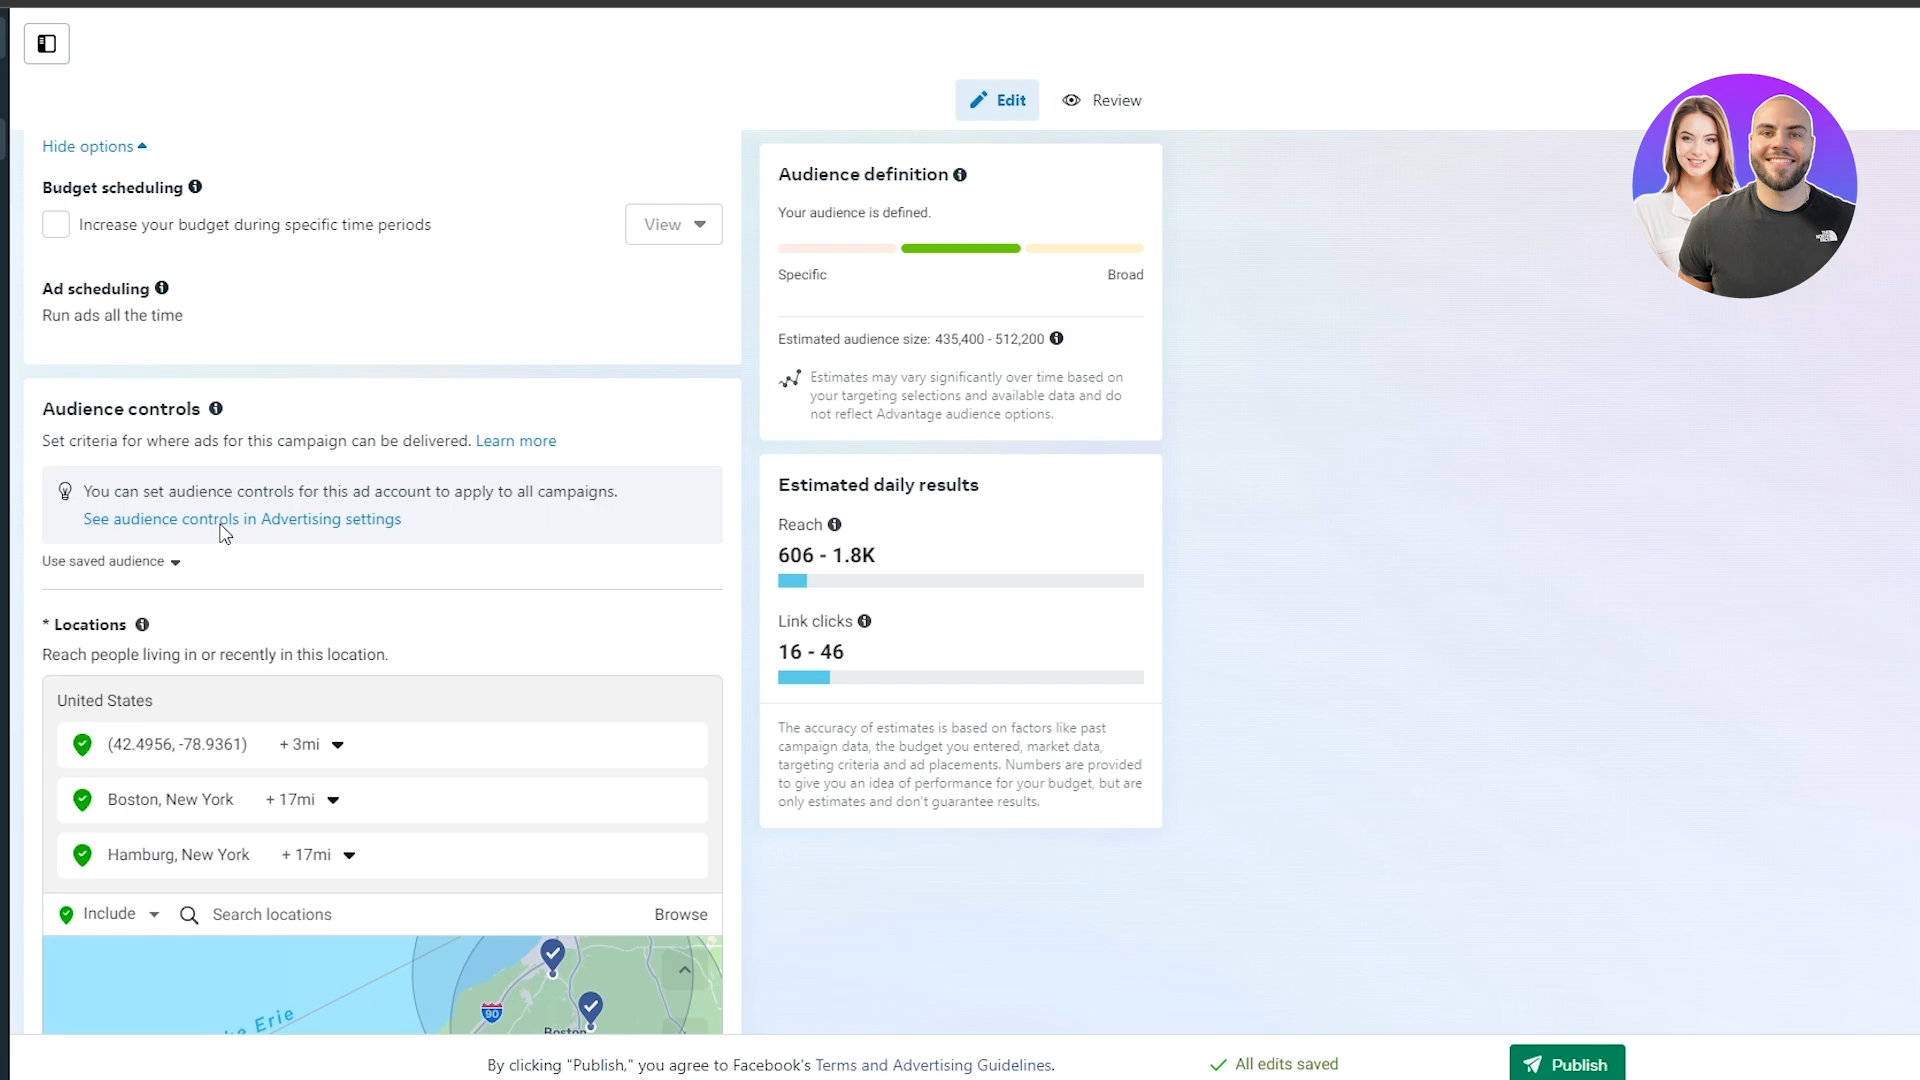 Edit
Review
Hide options
Budget scheduling
Increase your budget during specific time periods
View
Ad scheduling
Run ads all the time
Audience controls
Set criteria for where ads for this campaign can be delivered. Learn more
You can set audience controls for this ad account to apply to all campaigns.
See audience controls in Advertising settings
Use saved audience
* Locations
Reach people living in or recently in this location.
United States
(42.4956, -78.9361) + 3mi
Boston, New York + 17mi
Hamburg, New York + 17mi
Include
Search locations
Browse
Erie
90
Boston
Audience definition
Your audience is defined.
Specific
Broad
Estimated audience size: 435,400 - 512,200
Estimates may vary significantly over time based on
your targeting selections and available data and do
not reflect Advantage audience options.
Estimated daily results
Reach
606 - 1.8K
Link clicks
16 - 46
The accuracy of estimates is based on factors like past
campaign data, the budget you entered, market data,
targeting criteria and ad placements. Numbers are provided
to give you an idea of performance for your budget, but are
only estimates and don't guarantee results.
By clicking "Publish," you agree to Facebook's Terms and Advertising Guidelines.
All edits saved
Publish